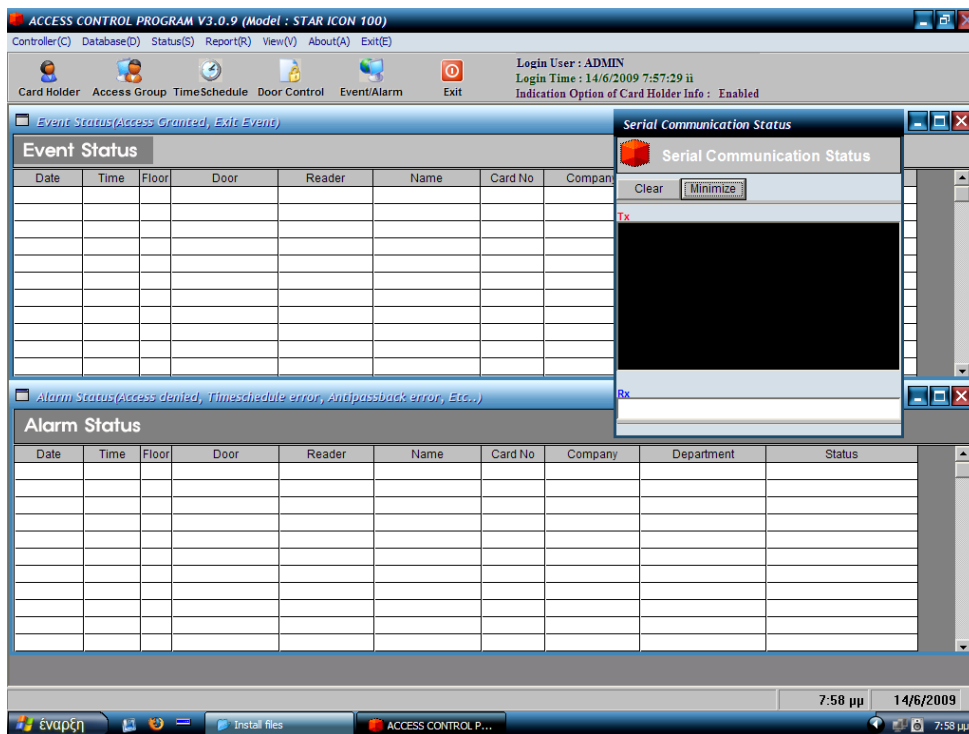 ACCESS CONTROL PROGRAM V3.0.9 (Model : STAR ICON 100)
Controller(C) Database(D) Status(S) Report(R) View(V) About(A) Exit(E)
Card Holder Access Group TimeSchedule Door Control Event/Alarm Exit
Login User : ADMIN
Login Time : 14/6/2009 7:57:29 ìì
Indication Option of Card Holder Info : Enabled
Event Status(Access Granted, Exit Event)
Event Status
Date Time Floor Door Reader Name Card No Company
Serial Communication Status
Serial Communication Status
Clear Minimize
Tx
Rx
Alarm Status(Access denied, Timeschedule error, Antipassback error, Etc..)
Alarm Status
Date Time Floor Door Reader Name Card No Company Department Status
7:58 μμ 14/6/2009
έναρξη Install files ACCESS CONTROL P... 7:58 μμ